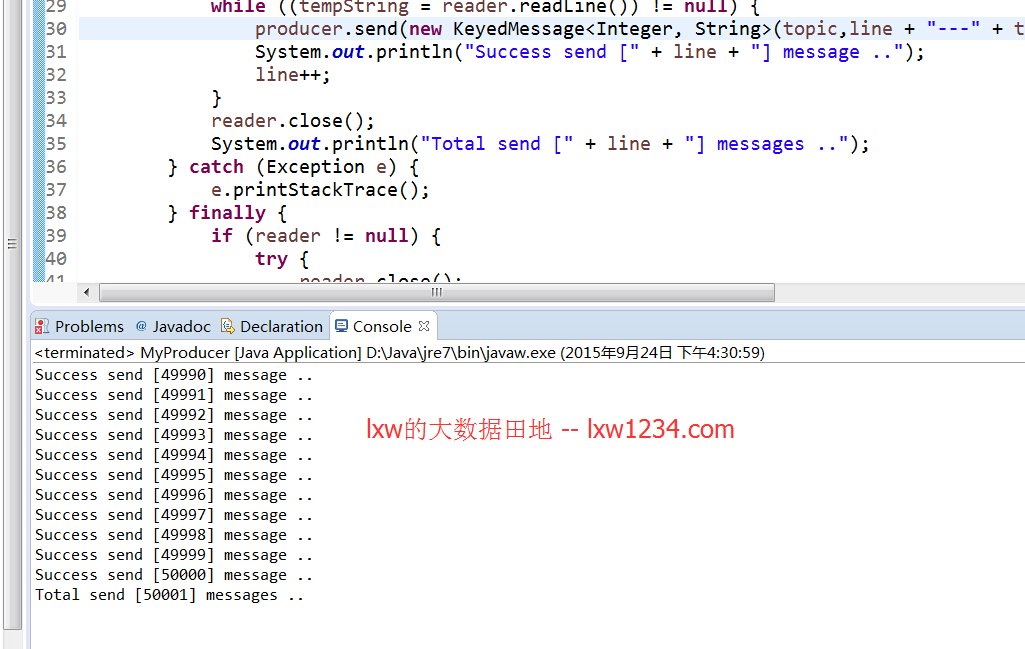 29 while ((tempString = reader.readLine()) != null) {
30 producer.send(new KeyedMessage<Integer, String>(topic,line + "---" + t
31 System.out.println("Success send [" + line + "] message ..");
32 line++;
33 }
34 reader.close();
35 System.out.println("Total send [" + line + "] messages ..");
36 } catch (Exception e) {
37 e.printStackTrace();
38 } finally {
39 if (reader != null) {
40 try {
41 reader.close();
Problems @ Javadoc Declaration Console
<terminated> MyProducer [Java Application] D:\Java\jre7\bin\javaw.exe (2015年9月24日 下午4:30:59)
Success send [49990] message ..
Success send [49991] message ..
Success send [49992] message ..
lxw的大数据田地 -- lxw1234.com
Success send [49993] message ..
Success send [49994] message ..
Success send [49995] message ..
Success send [49996] message ..
Success send [49997] message ..
Success send [49998] message ..
Success send [49999] message ..
Success send [50000] message ..
Total send [50001] messages ..